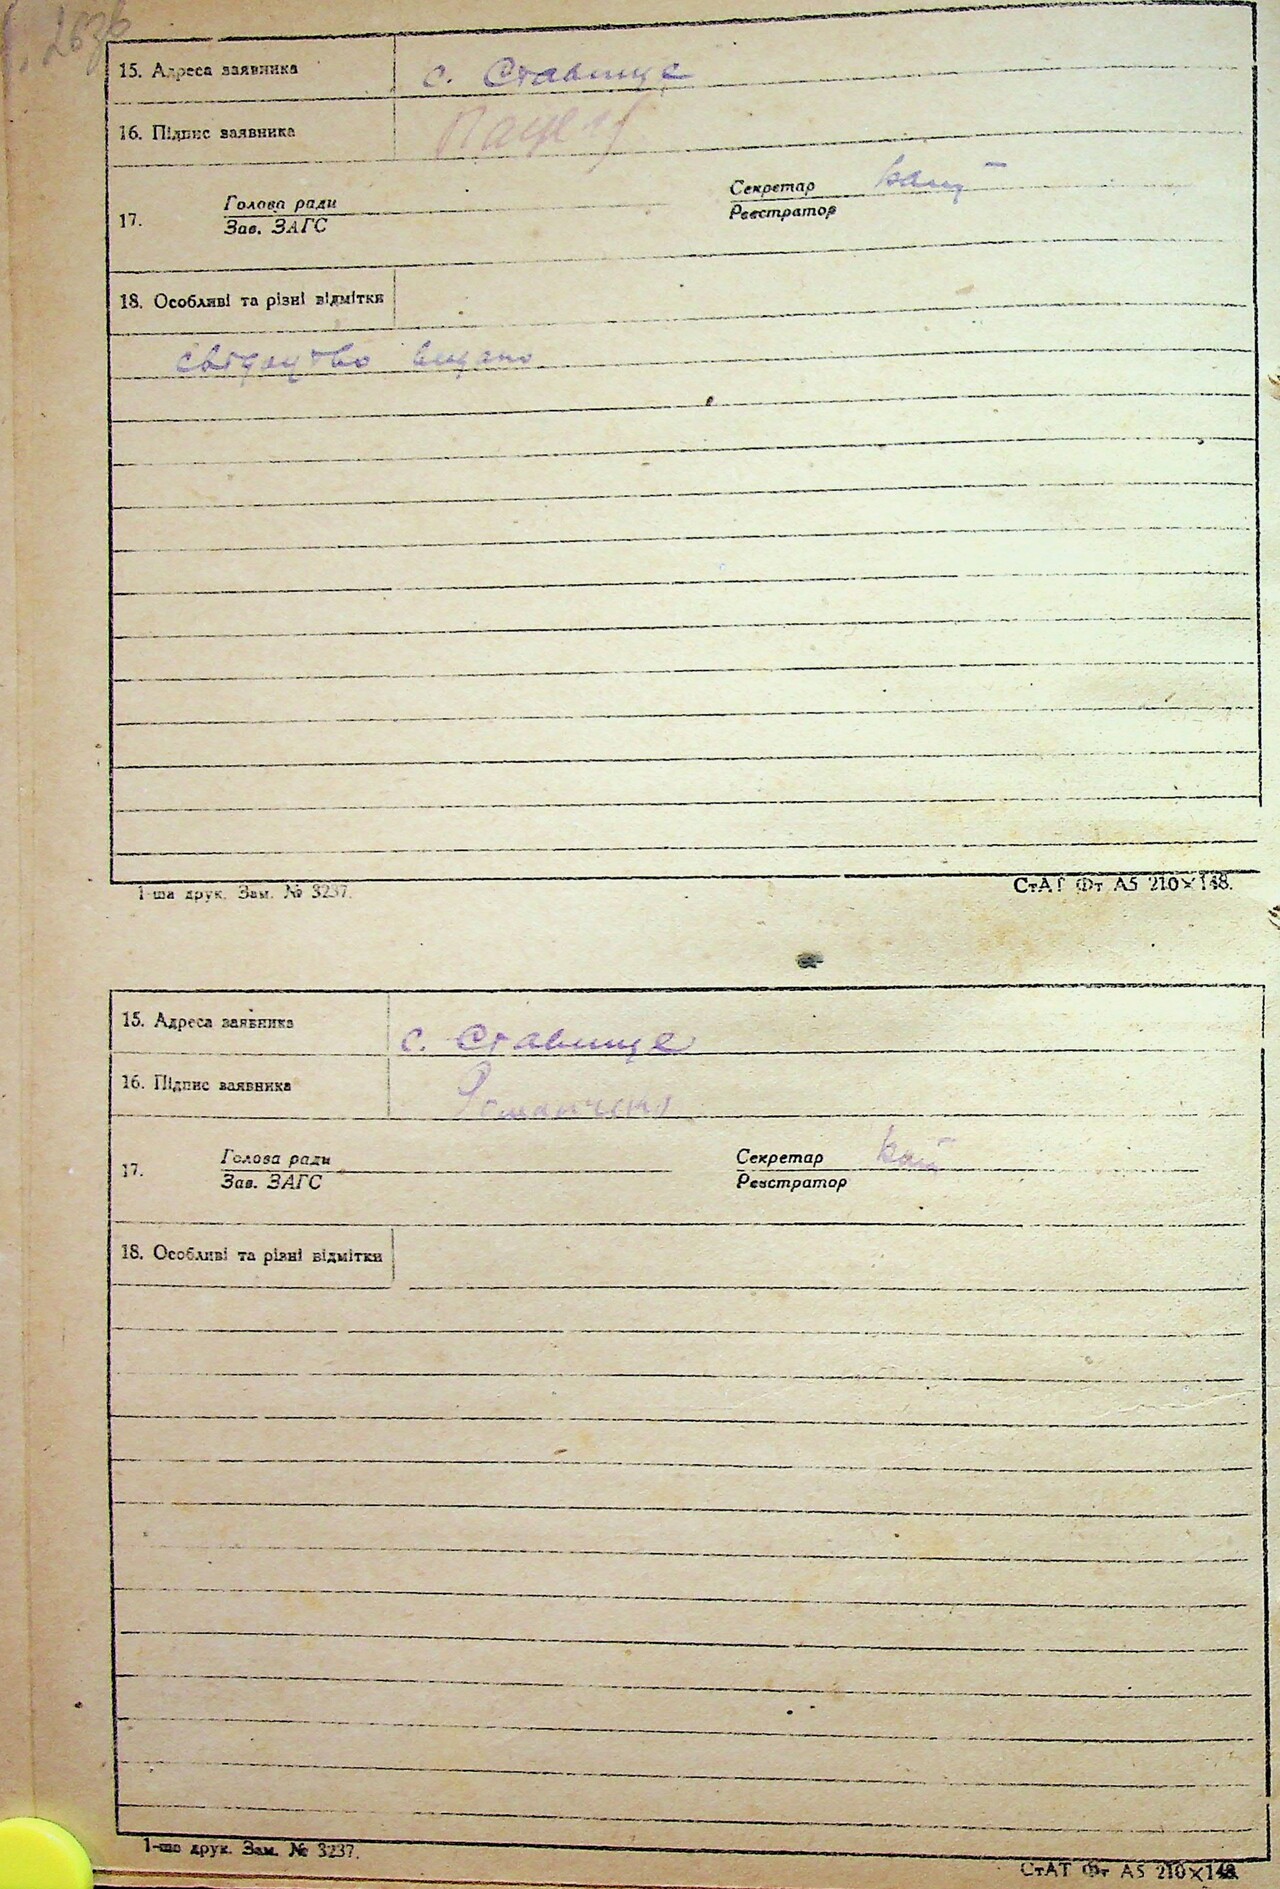 15. Адреса заявника с. Ставище
16. Підпис заявника
17. Голова ради Секретар
Зав. ЗАГС Реєстратор
18. Особливі та різні відмітки
свідоцтво видано
1-ша друк. Зам. № 3237. СтАТ Фт А5 210×148.
15. Адреса заявника с. Ставище
16. Підпис заявника Романченко
17. Голова ради Секретар
Зав. ЗАГС Реєстратор
18. Особливі та різні відмітки
1-ша друк. Зам. № 3237. СтАТ Фт А5 210×148.